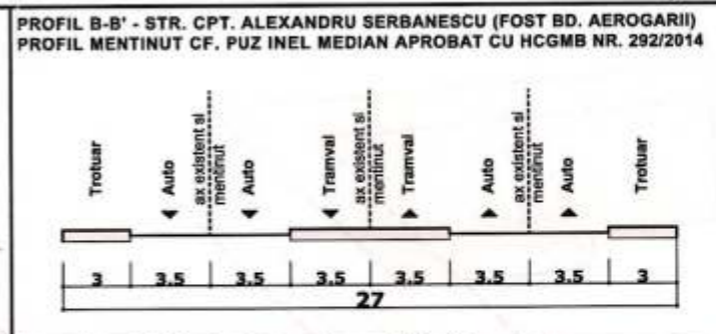 PROFIL B-B' - STR. CPT. ALEXANDRU SERBANESCU (FOST BD. AEROGARII)
PROFIL MENTINUT CF. PUZ INEL MEDIAN APROBAT CU HCGMB NR. 292/2014
Trotuar
Auto
ax existent si
mentinut
Auto
Tramvai
ax existent si
mentinut
Tramvai
Auto
ax existent si
mentinut
Auto
Trotuar
3 3.5 3.5 3.5 3.5 3.5 3.5 3
27